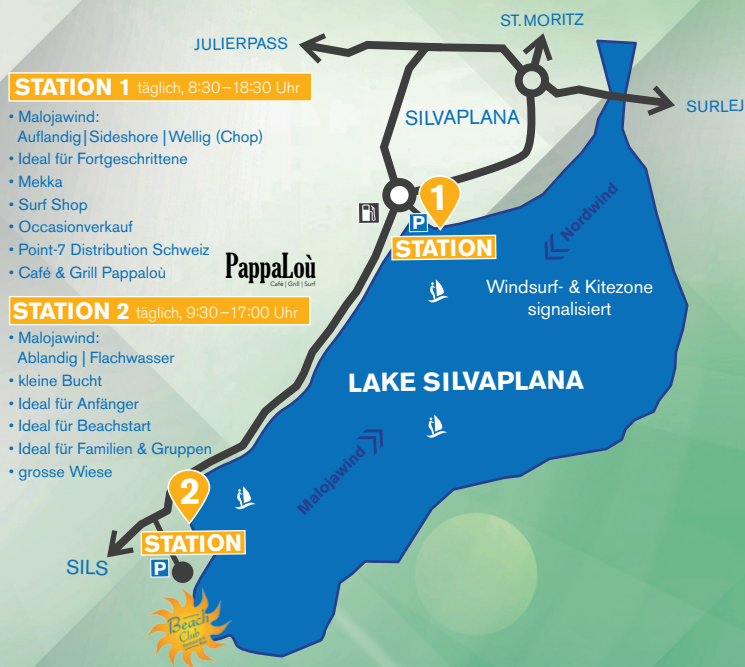 ST. MORITZ
JULIERPASS
SURLEJ
SILVAPLANA
STATION 1 täglich, 8:30–18:30 Uhr
• Malojawind:
Auflandig|Sideshore|Wellig (Chop)
• Ideal für Fortgeschrittene
• Mekka
• Surf Shop
• Occasionverkauf
• Point-7 Distribution Schweiz
• Café & Grill Pappaloù
PappaLoù
Café | Grill | Surf
STATION 2 täglich, 9:30–17:00 Uhr
• Malojawind:
Ablandig | Flachwasser
• kleine Bucht
• Ideal für Anfänger
• Ideal für Beachstart
• Ideal für Familien & Gruppen
• grosse Wiese
1
P
STATION
Nordwind
Windsurf- & Kitezone
signalisiert
LAKE SILVAPLANA
Malojawind
2
STATION
P
SILS
Beach
Club